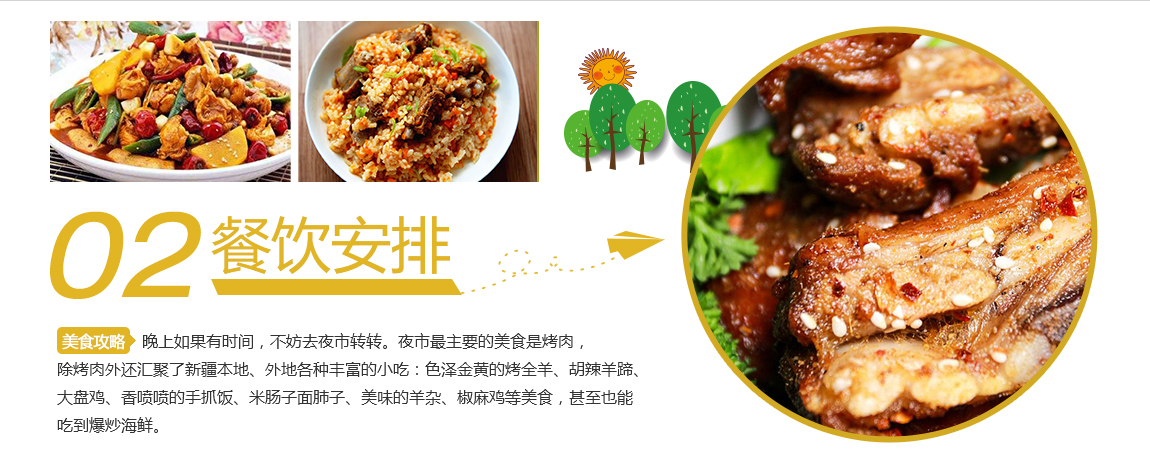 02 餐饮安排
美食攻略 晚上如果有时间，不妨去夜市转转。夜市最主要的美食是烤肉，
除烤肉外还汇聚了新疆本地、外地各种丰富的小吃：色泽金黄的烤全羊、胡辣羊蹄、
大盘鸡、香喷喷的手抓饭、米肠子面肺子、美味的羊杂、椒麻鸡等美食，甚至也能
吃到爆炒海鲜。